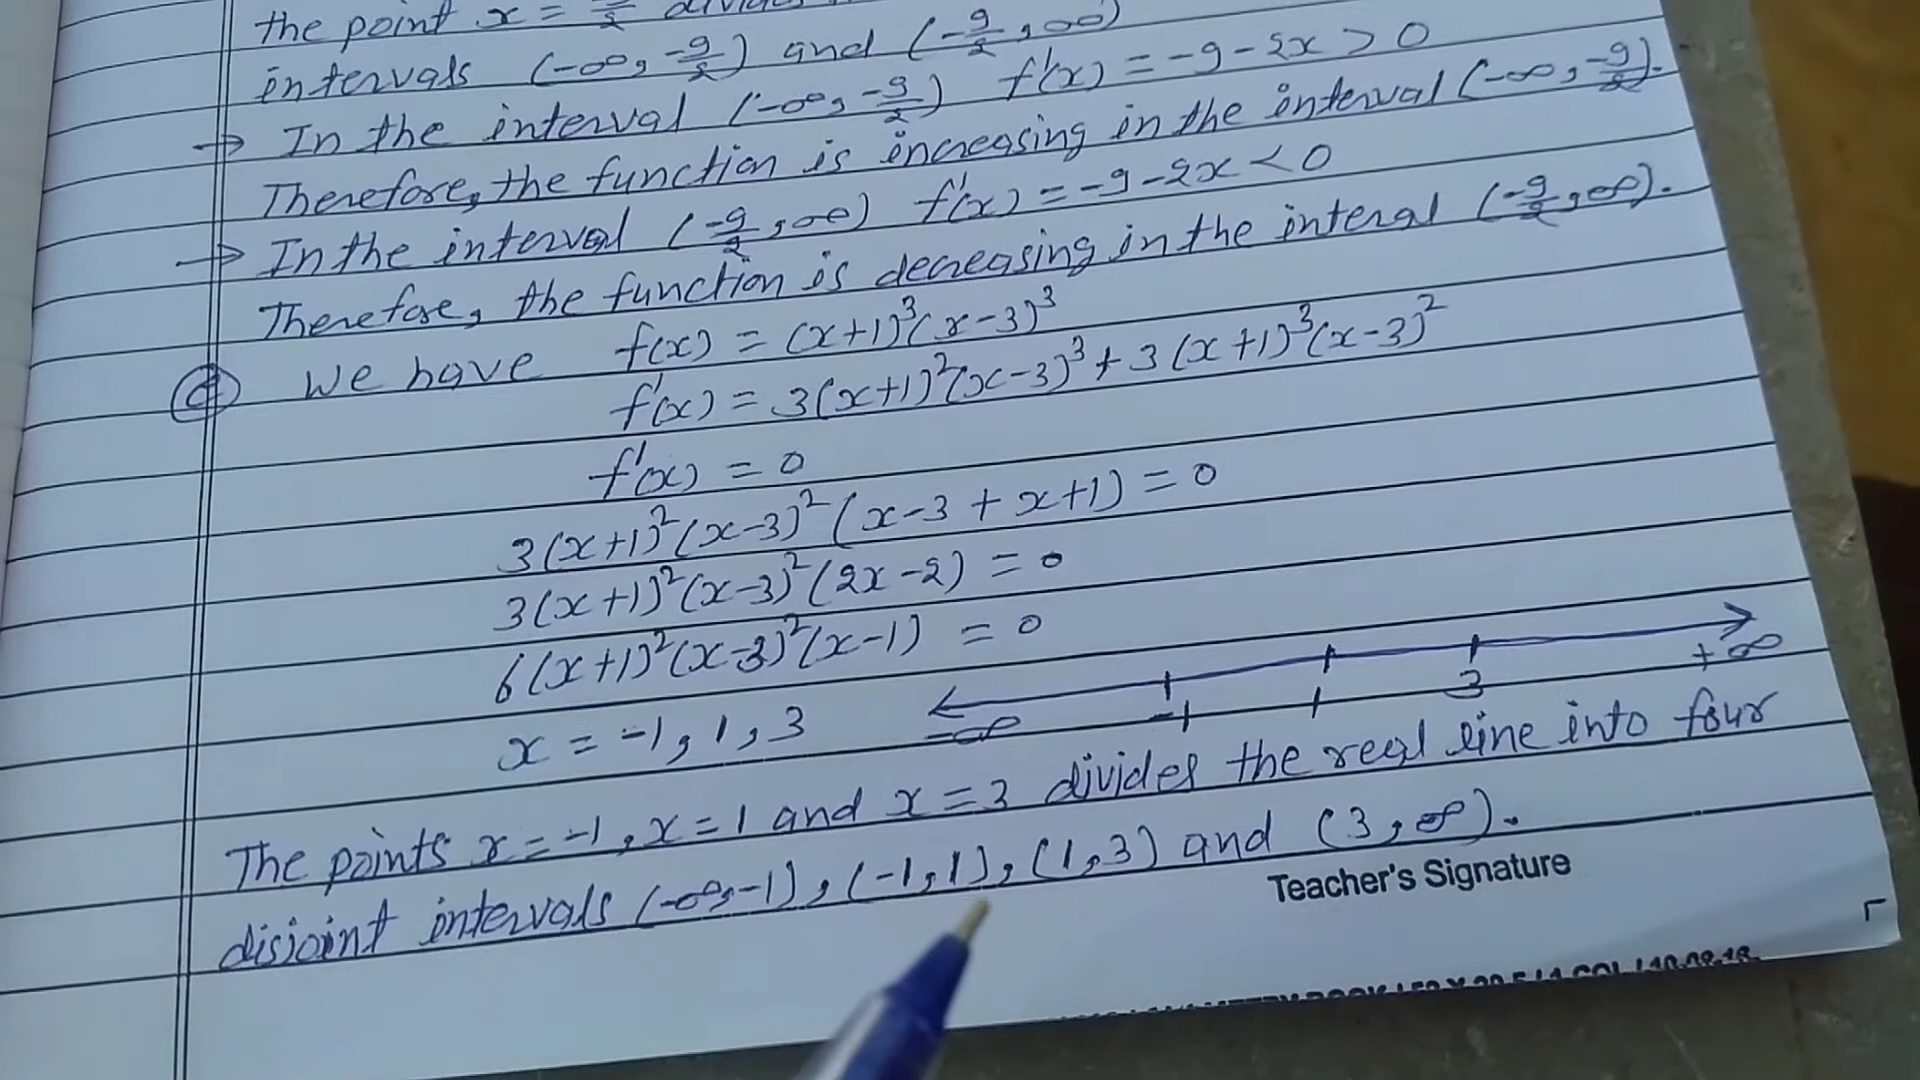 the point x =
intervals (-∞, -9/2) and (-9/2, ∞)
→ In the interval (-∞, -9/2) f'(x) = -9-2x > 0
Therefore, the function is increasing in the interval (-∞, -9/2).
→ In the interval (-9/2, ∞) f'(x) = -9-2x < 0
Therefore, the function is decreasing in the interal (-9/2, ∞).
We have f(x) = (x+1)³(x-3)³
f'(x) = 3(x+1)²(x-3)³ + 3(x+1)³(x-3)²
f'(x) = 0
3(x+1)²(x-3)²(x-3+x+1) = 0
3(x+1)²(x-3)²(2x-2) = 0
6(x+1)²(x-3)²(x-1) = 0
x = -1, 1, 3
-∞ -1 1 3 +∞
The points x = -1, x = 1 and x = 3 divides the real line into four
disjoint intervals (-∞, -1), (-1, 1), (1, 3) and (3, ∞).
Teacher's Signature